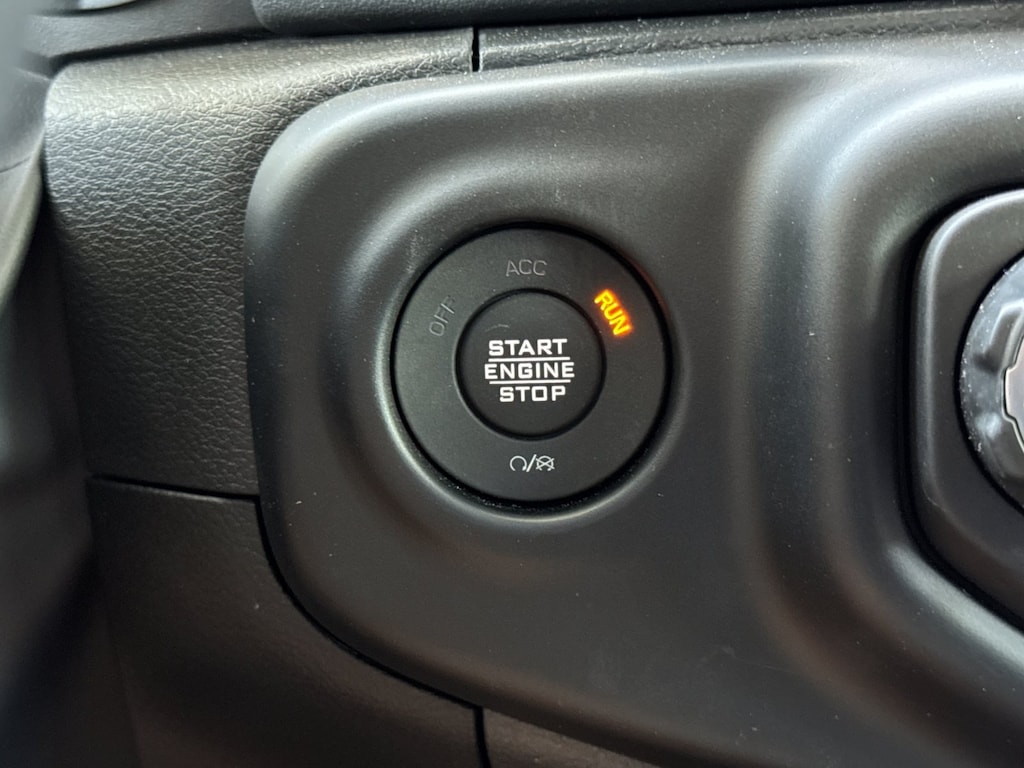 ACC
OFF
RUN
START
ENGINE
STOP